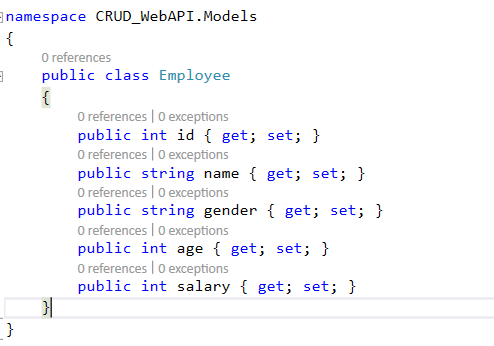 namespace CRUD_WebAPI.Models
{
0 references
public class Employee
{
0 references | 0 exceptions
public int id { get; set; }
0 references | 0 exceptions
public string name { get; set; }
0 references | 0 exceptions
public string gender { get; set; }
0 references | 0 exceptions
public int age { get; set; }
0 references | 0 exceptions
public int salary { get; set; }
}
}